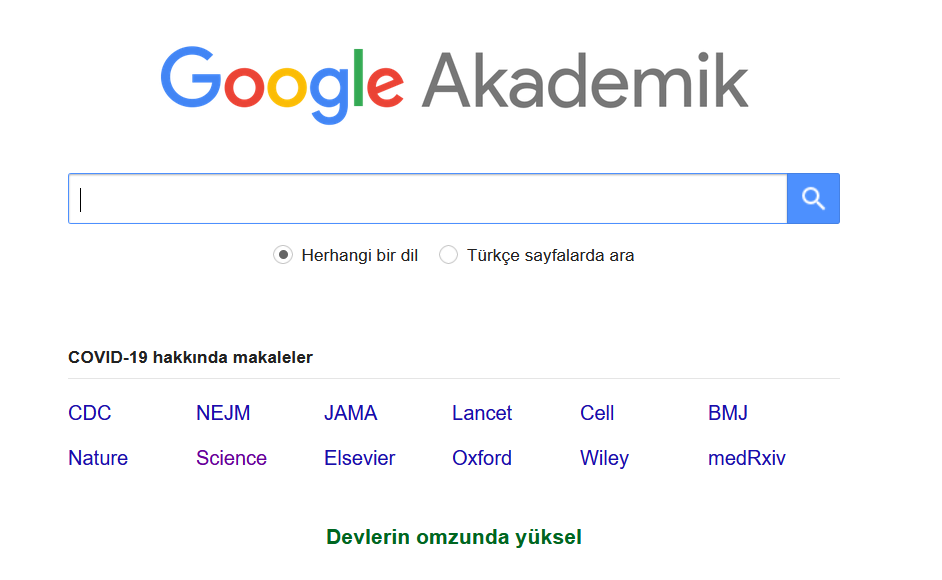 Google Akademik
Herhangi bir dil Türkçe sayfalarda ara
COVID-19 hakkında makaleler
CDC NEJM JAMA Lancet Cell BMJ
Nature Science Elsevier Oxford Wiley medRxiv
Devlerin omzunda yüksel